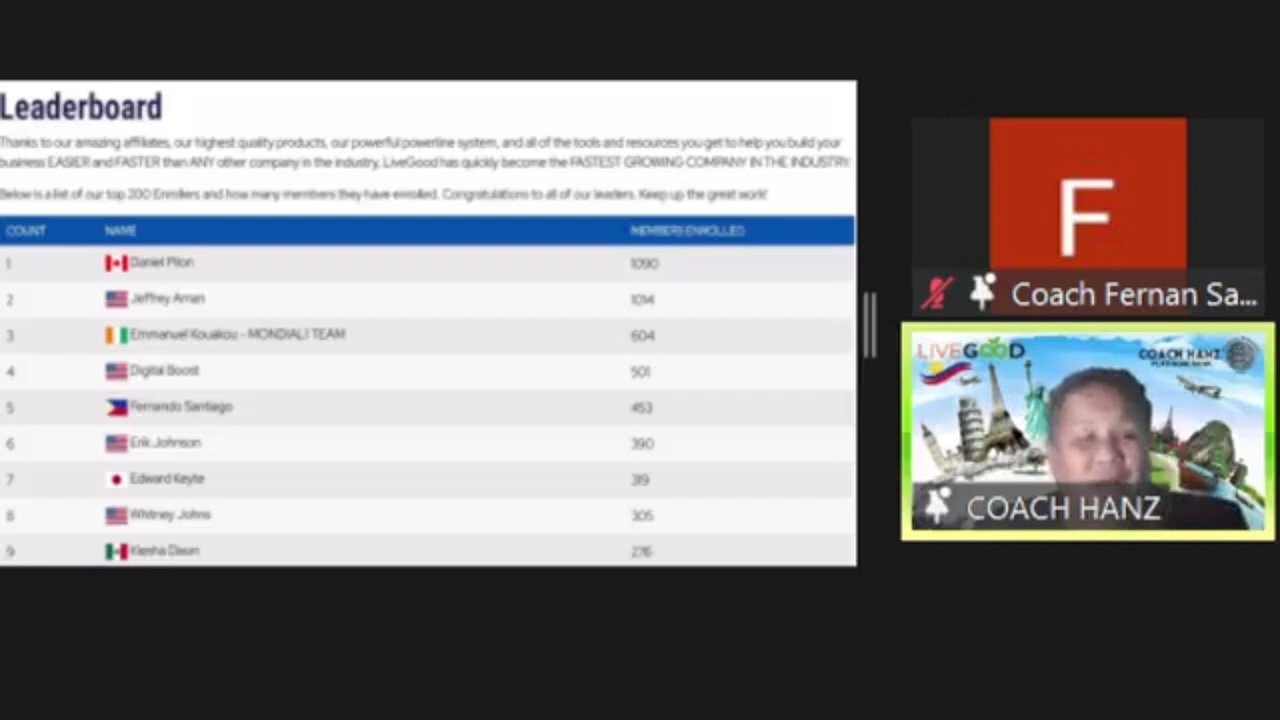 Leaderboard
Thanks to our amazing affiliates, our highest quality products, our powerful powerline system, and all of the tools and resources you get to help you build your
business EASIER and FASTER than ANY other company in the industry, LiveGood has quickly become the FASTEST GROWING COMPANY IN THE INDUSTRY.
Below is a list of our top 200 Enrollers and how many members they have enrolled. Congratulations to all of our leaders. Keep up the great work!
COUNT NAME MEMBERS ENROLLED
1 Daniel Pilon 1090
2 Jeffrey Aman 1014
3 Emmanuel Kouakou - MONDIALI TEAM 604
4 Digital Boost 501
5 Fernando Santiago 453
6 Erik Johnson 390
7 Edward Keyte 319
8 Whitney Johns 305
9 276
F
Coach Fernan Sa...
LIVEGOOD
COACH HANZ
COACH HANZ